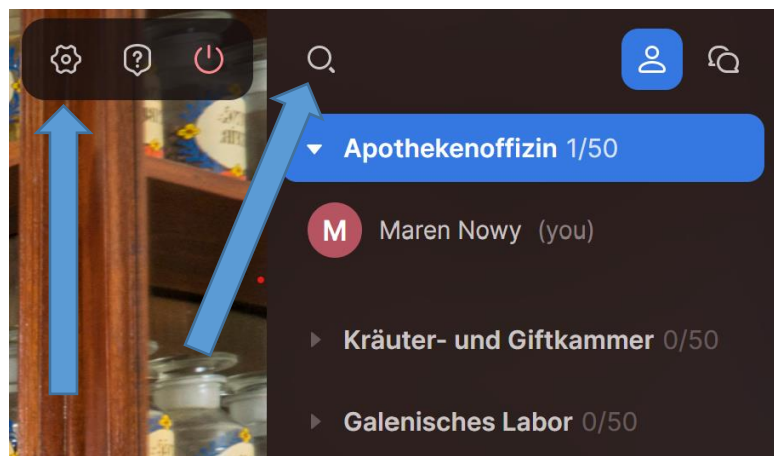 Apothekenoffizin 1/50
M Maren Nowy (you)
Kräuter- und Giftkammer 0/50
Galenisches Labor 0/50